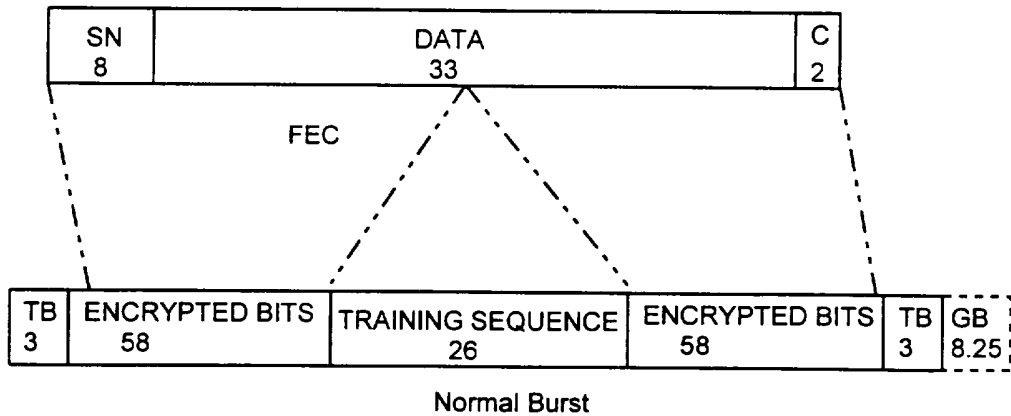 SN
8
DATA
33
C
2
FEC
TB
3
ENCRYPTED BITS
58
TRAINING SEQUENCE
26
ENCRYPTED BITS
58
TB
3
GB
8.25
Normal Burst